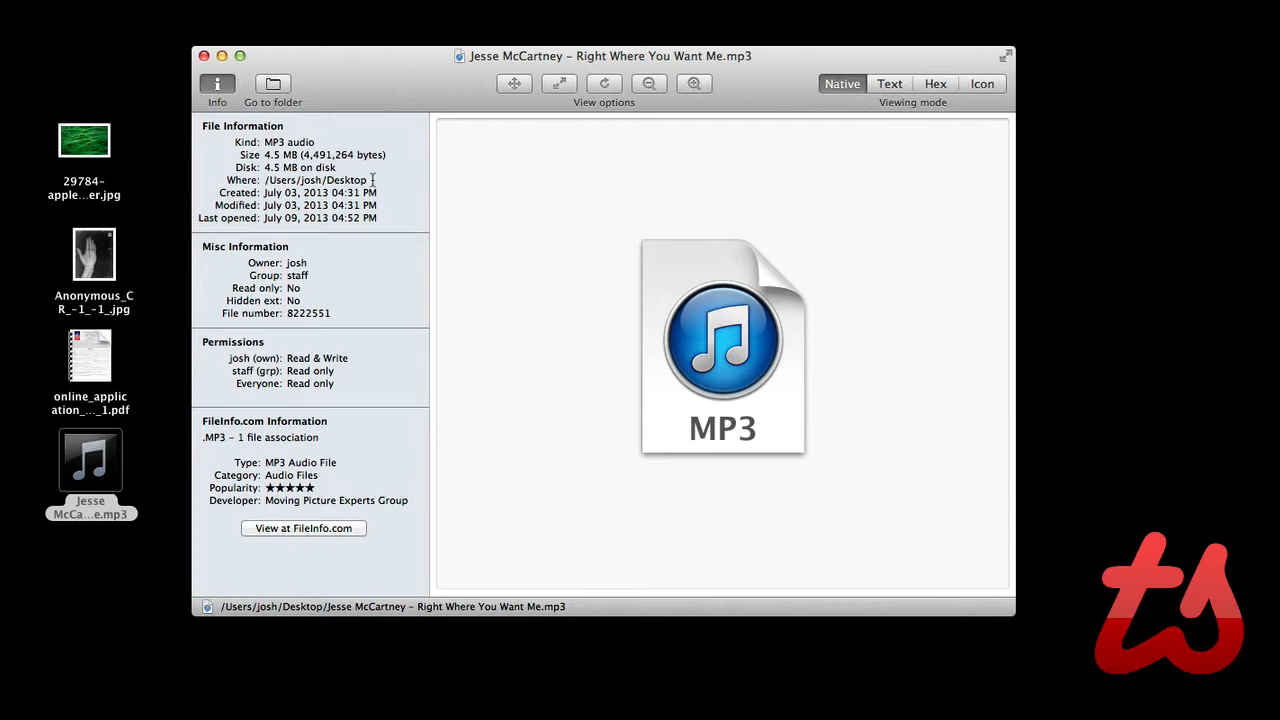 Jesse McCartney – Right Where You Want Me.mp3
Info
Go to folder
View options
Native
Text
Hex
Icon
Viewing mode
File Information
Kind: MP3 audio
Size 4.5 MB (4,491,264 bytes)
Disk: 4.5 MB on disk
Where: /Users/josh/Desktop
Created: July 03, 2013 04:31 PM
Modified: July 03, 2013 04:31 PM
Last opened: July 09, 2013 04:52 PM
Misc Information
Owner: josh
Group: staff
Read only: No
Hidden ext: No
File number: 8222551
Permissions
josh (own): Read & Write
staff (grp): Read only
Everyone: Read only
FileInfo.com Information
.MP3 – 1 file association
Type: MP3 Audio File
Category: Audio Files
Popularity: ★★★★★
Developer: Moving Picture Experts Group
View at FileInfo.com
MP3
/Users/josh/Desktop/Jesse McCartney – Right Where You Want Me.mp3
29784-
apple...er.jpg
Anonymous_C
R_-1_-1_.jpg
online_applic
ation_..._1.pdf
Jesse
McCa...e.mp3
ts